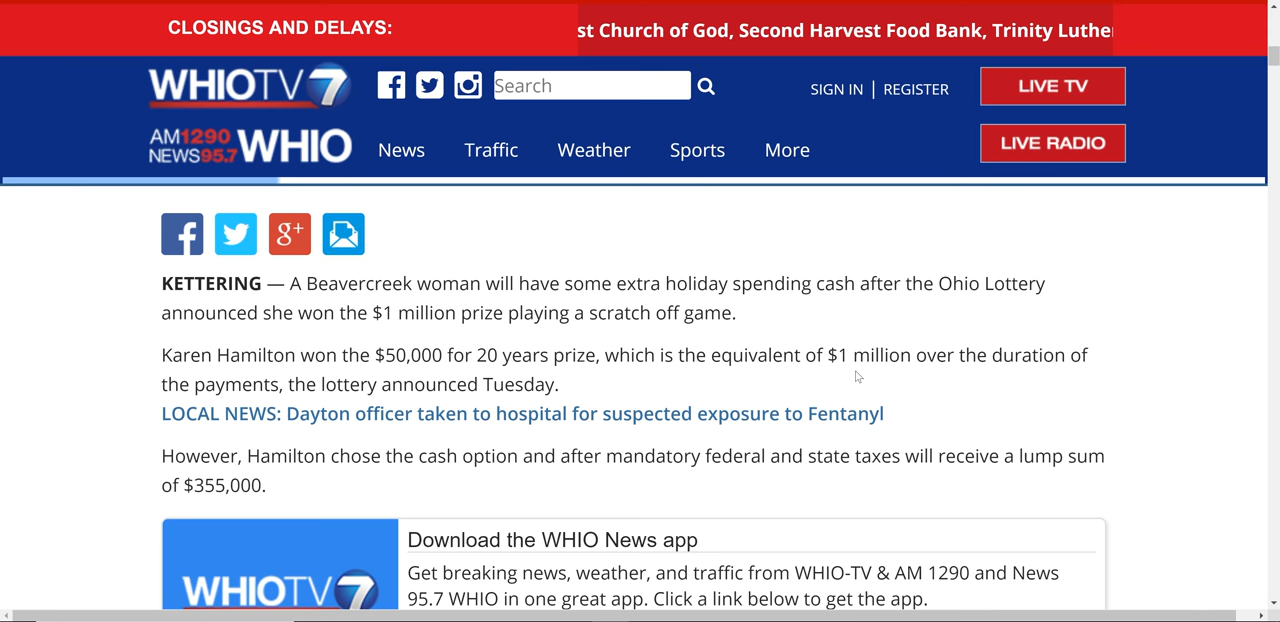 CLOSINGS AND DELAYS:
st Church of God, Second Harvest Food Bank, Trinity Luthe
WHIOTV 7
Search
SIGN IN | REGISTER
LIVE TV
AM1290
NEWS95.7
WHIO
News
Traffic
Weather
Sports
More
LIVE RADIO
g+
KETTERING — A Beavercreek woman will have some extra holiday spending cash after the Ohio Lottery
announced she won the $1 million prize playing a scratch off game.
Karen Hamilton won the $50,000 for 20 years prize, which is the equivalent of $1 million over the duration of
the payments, the lottery announced Tuesday.
LOCAL NEWS: Dayton officer taken to hospital for suspected exposure to Fentanyl
However, Hamilton chose the cash option and after mandatory federal and state taxes will receive a lump sum
of $355,000.
Download the WHIO News app
Get breaking news, weather, and traffic from WHIO-TV & AM 1290 and News
95.7 WHIO in one great app. Click a link below to get the app.
WHIOTV 7